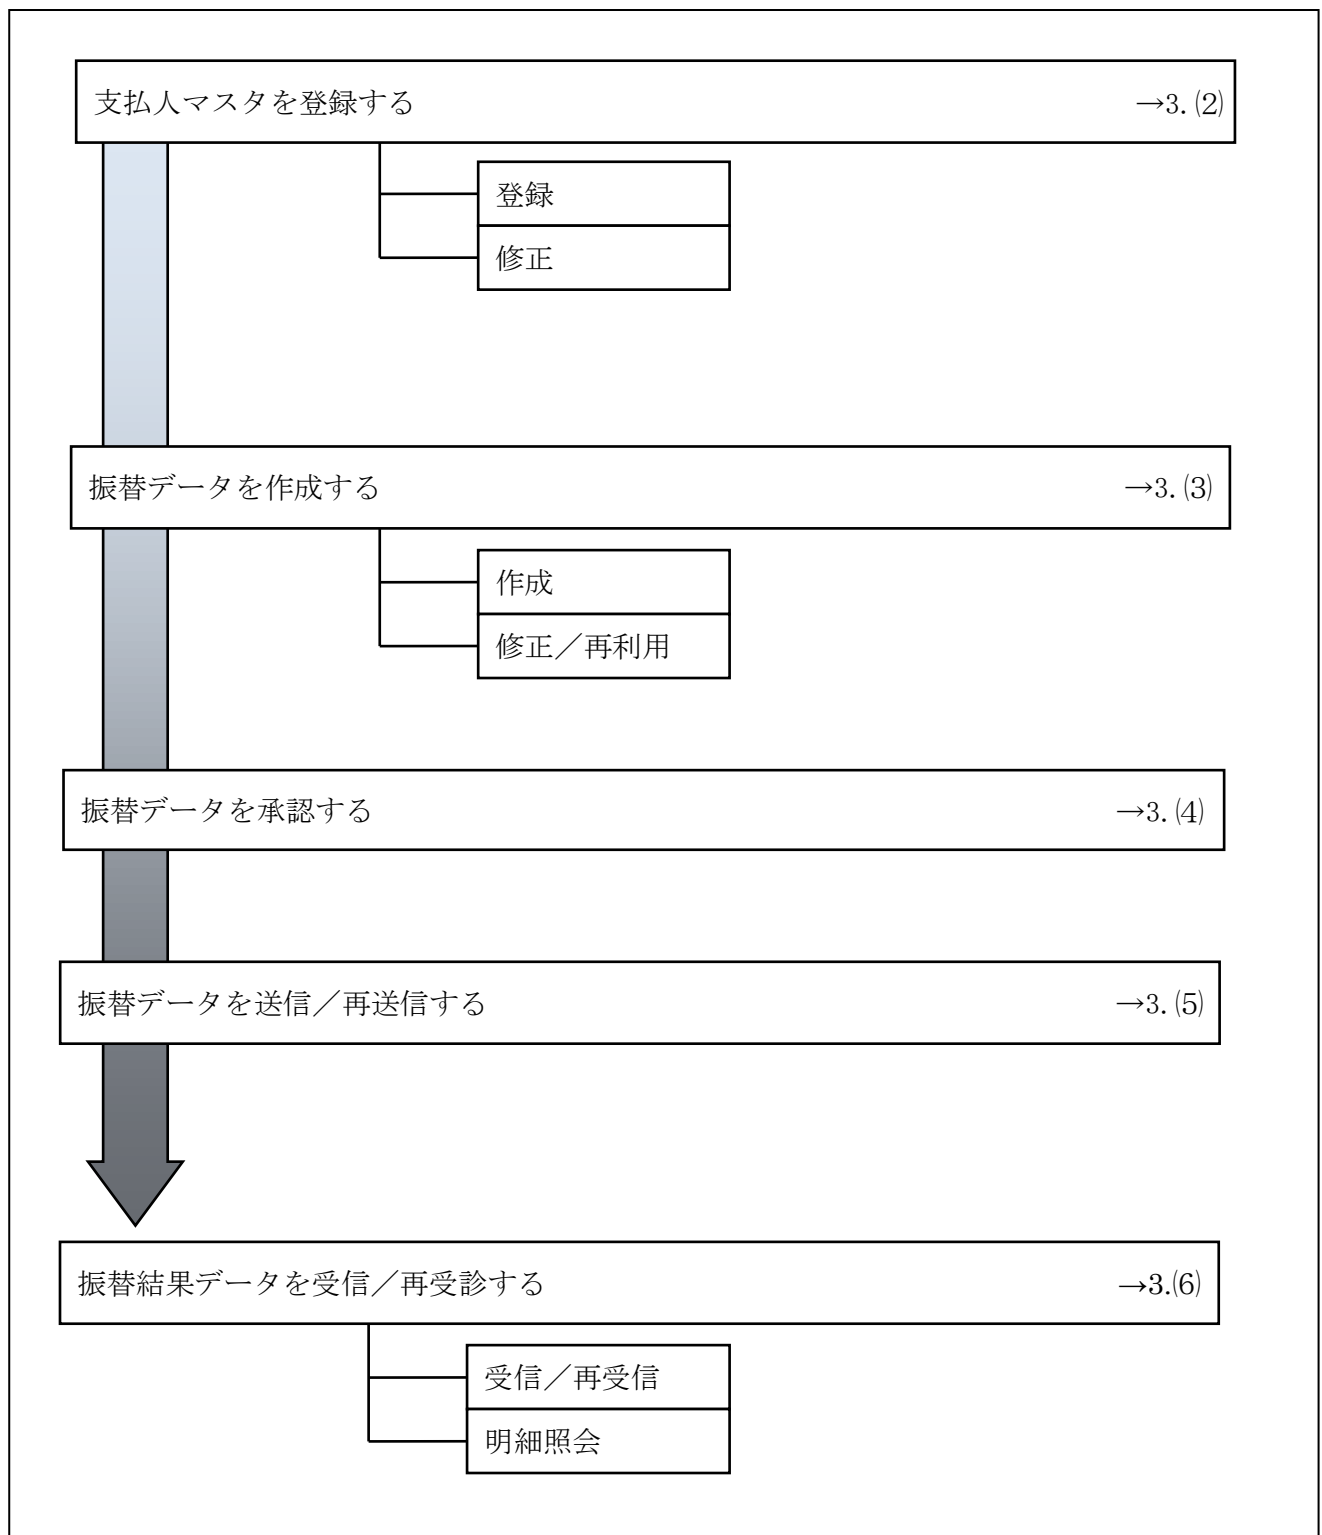 支払人マスタを登録する →3.(2)
登録
修正
振替データを作成する →3.(3)
作成
修正／再利用
振替データを承認する →3.(4)
振替データを送信／再送信する →3.(5)
振替結果データを受信／再受診する →3.(6)
受信／再受信
明細照会